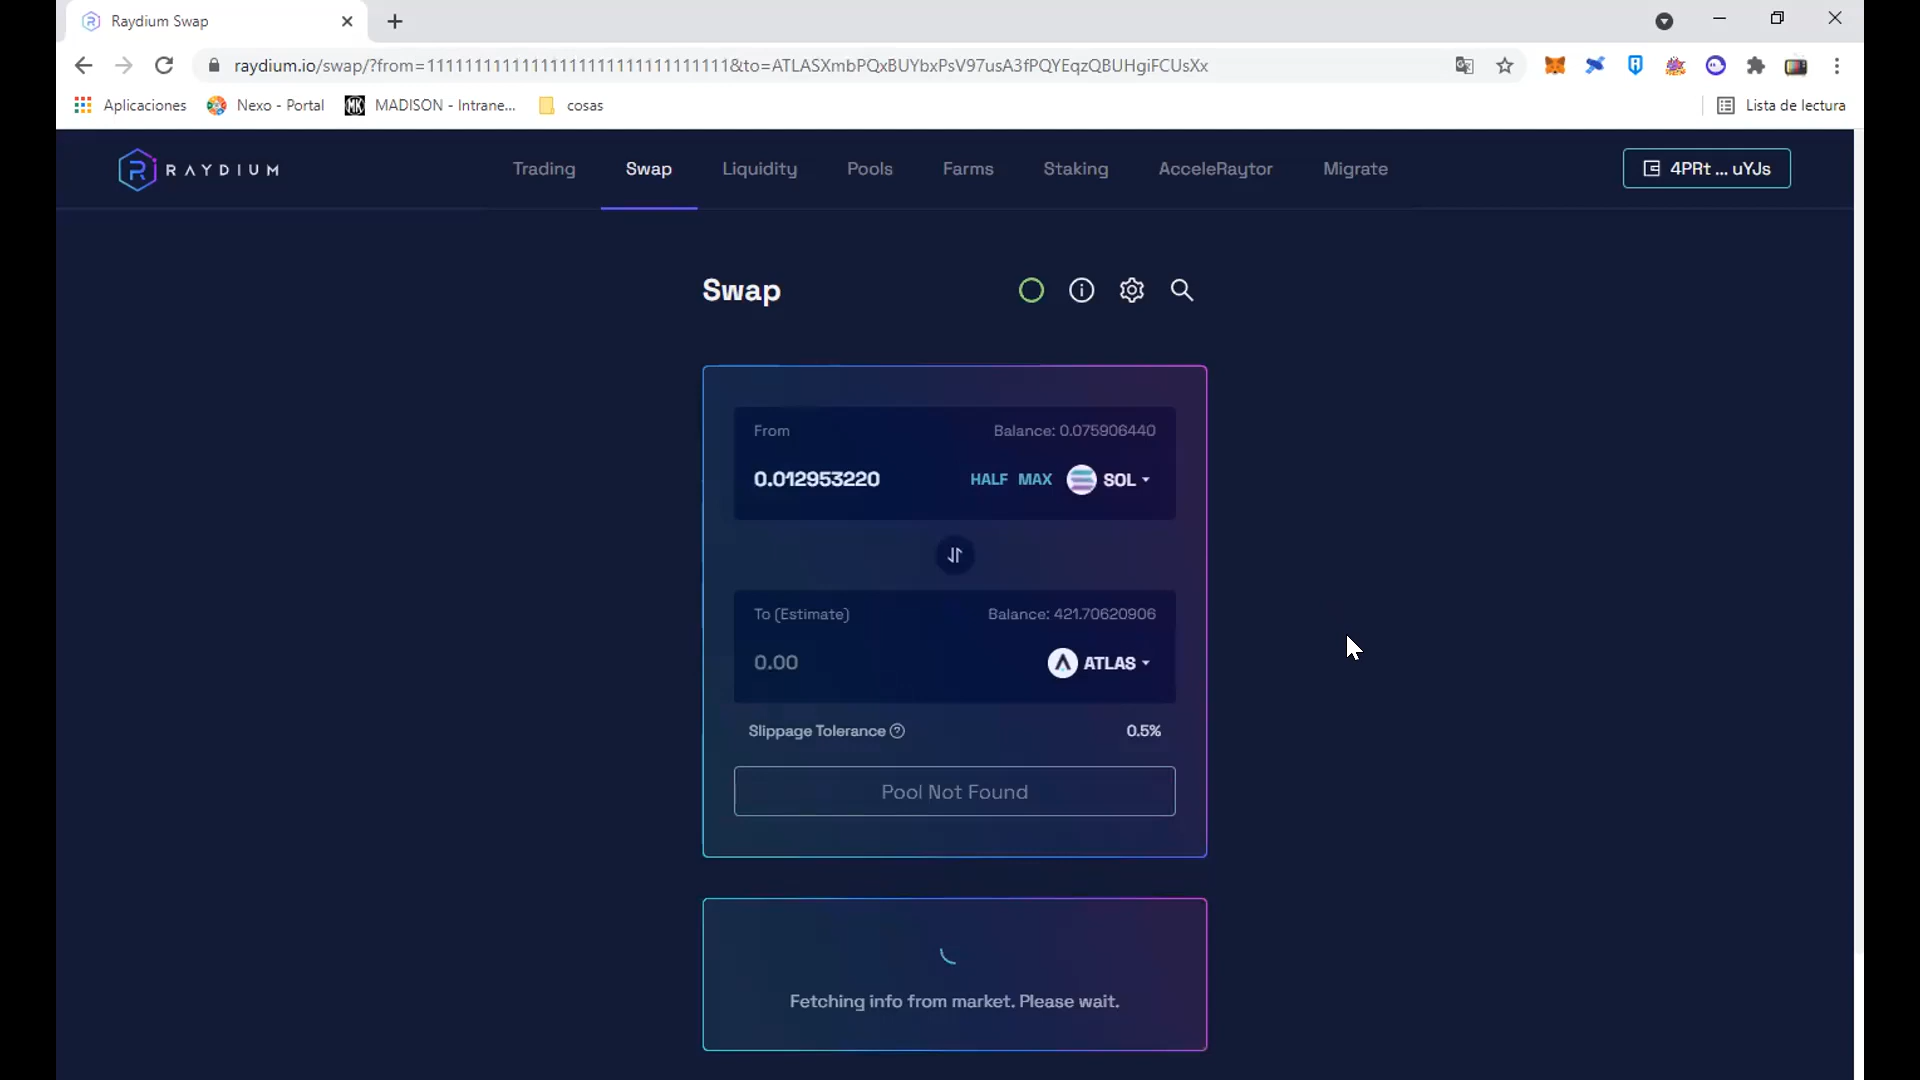 Raydium Swap
raydium.io/swap/?from=11111111111111111111111111111111&to=ATLASXmbPQxBUYbxPsV97usA3fPQYEqzQBUHgiFCUsXx
Aplicaciones
Nexo - Portal
MK
MADISON - Intrane...
cosas
Lista de lectura
RAYDIUM
Trading
Swap
Liquidity
Pools
Farms
Staking
AcceleRaytor
Migrate
4PRt ... uYJs
Swap
From
Balance: 0.075906440
0.012953220
HALF MAX SOL
To (Estimate)
Balance: 421.70620906
0.00
ATLAS
Slippage Tolerance
0.5%
Pool Not Found
Fetching info from market. Please wait.